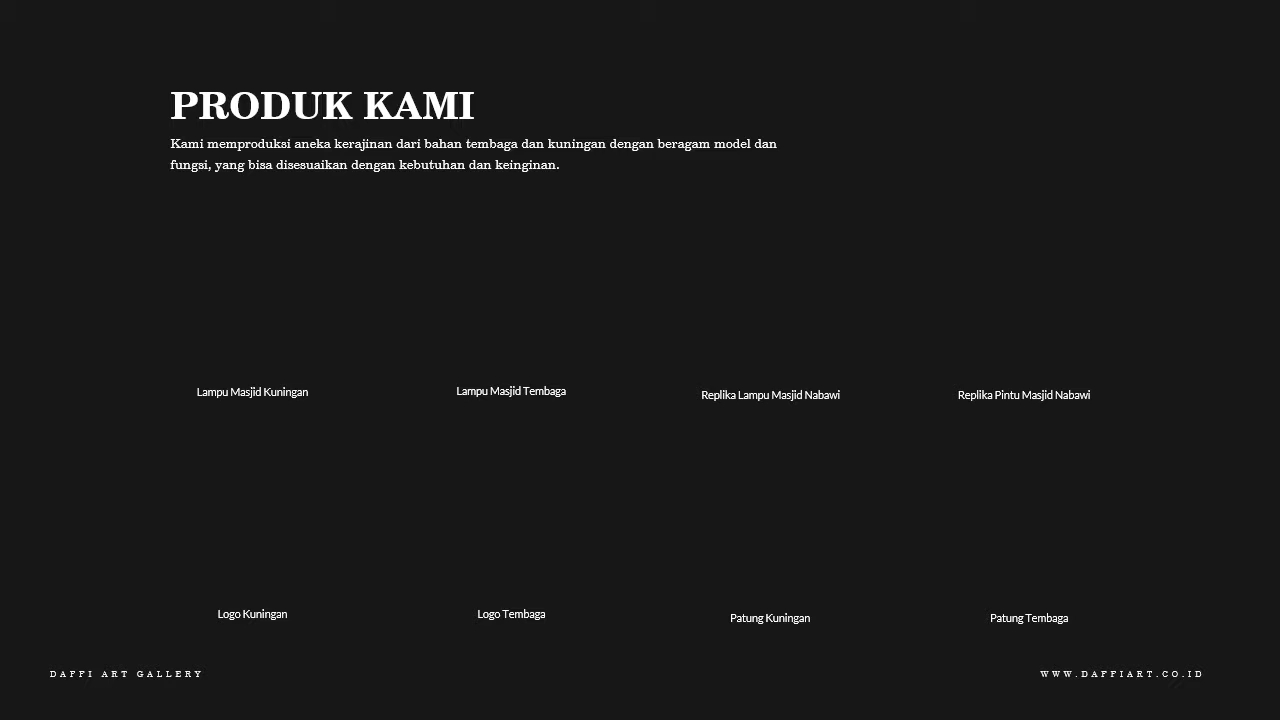 PRODUK KAMI
Kami memproduksi aneka kerajinan dari bahan tembaga dan kuningan dengan beragam model dan
fungsi, yang bisa disesuaikan dengan kebutuhan dan keinginan.
Lampu Masjid Kuningan
Lampu Masjid Tembaga
Replika Lampu Masjid Nabawi
Replika Pintu Masjid Nabawi
Logo Kuningan
Logo Tembaga
Patung Kuningan
Patung Tembaga
DAFFI ART GALLERY
WWW.DAFFIART.CO.ID